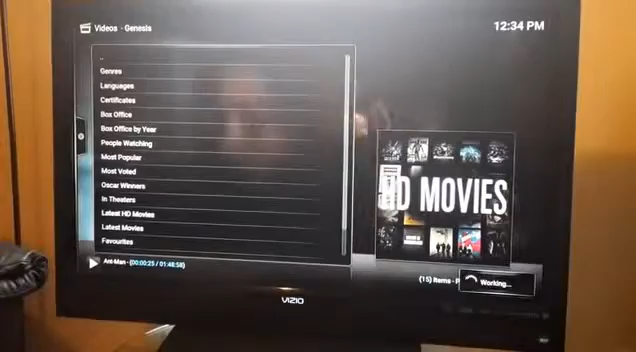 Videos - Genesis
12:34 PM
..
Genres
Languages
Certificates
Box Office
Box Office by Year
People Watching
Most Popular
Most Voted
Oscar Winners
In Theaters
Latest HD Movies
Latest Movies
Favourites
HD MOVIES
Ant-Man - (00:00:25 / 01:48:58)
(15) Items - P
Working...
VIZIO